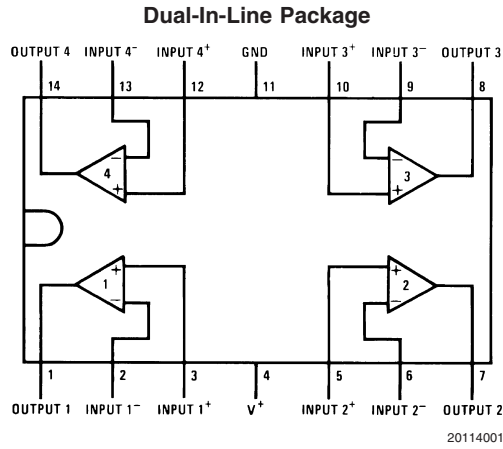 Dual-In-Line Package
OUTPUT 4 INPUT 4⁻ INPUT 4⁺ GND INPUT 3⁺ INPUT 3⁻ OUTPUT 3
14 13 12 11 10 9 8
− −
4 3
+ +
+ +
1 2
− −
1 2 3 4 5 6 7
OUTPUT 1 INPUT 1⁻ INPUT 1⁺ V⁺ INPUT 2⁺ INPUT 2⁻ OUTPUT 2
20114001